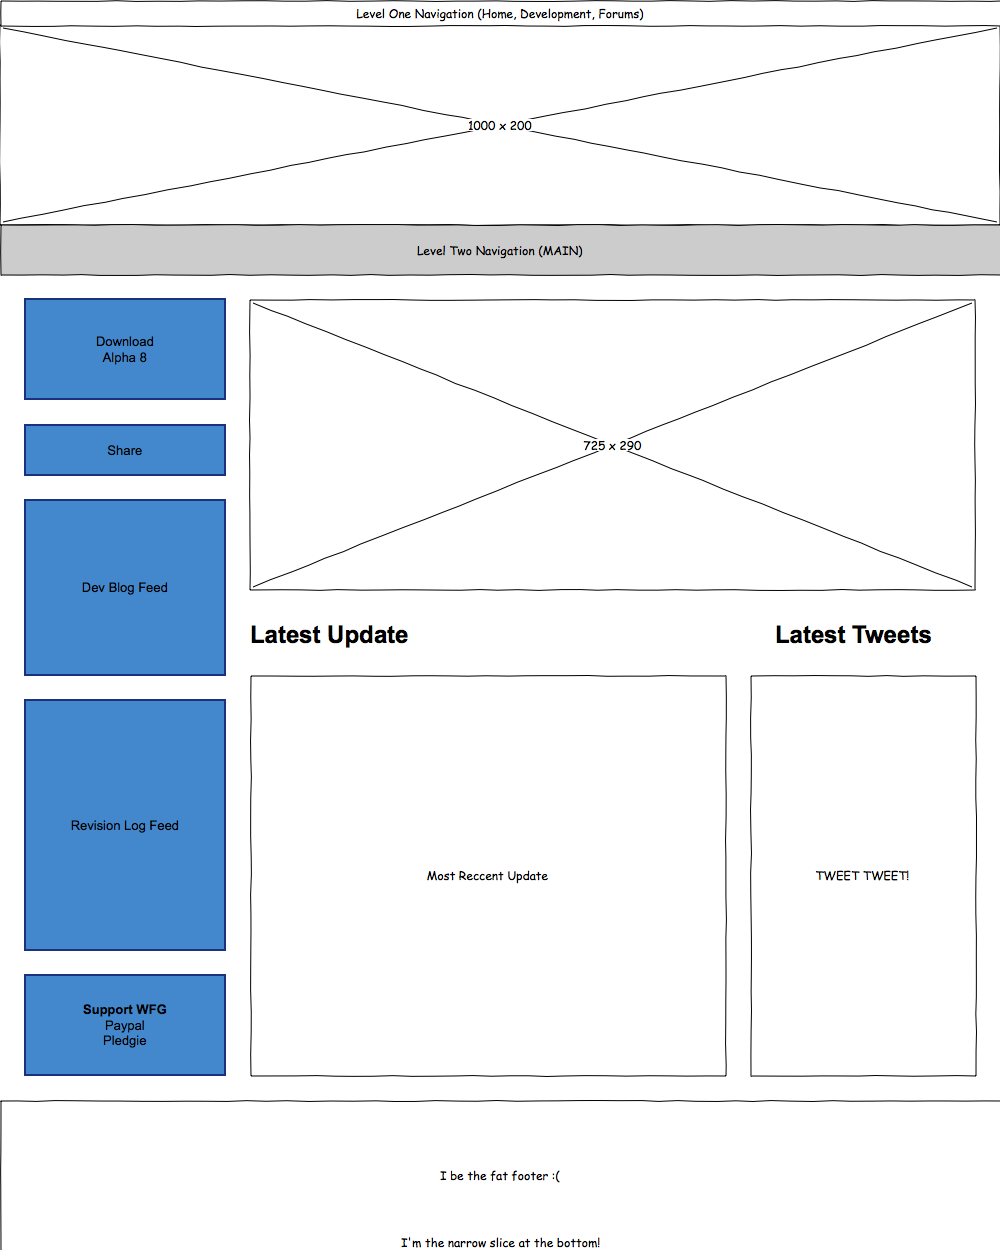 Level One Navigation (Home, Development, Forums)
1000 x 200
Level Two Navigation (MAIN)
Download
Alpha 8
Share
Dev Blog Feed
Revision Log Feed
Support WFG
Paypal
Pledgie
725 x 290
Latest Update
Most Reccent Update
Latest Tweets
TWEET TWEET!
I be the fat footer :(
I'm the narrow slice at the bottom!